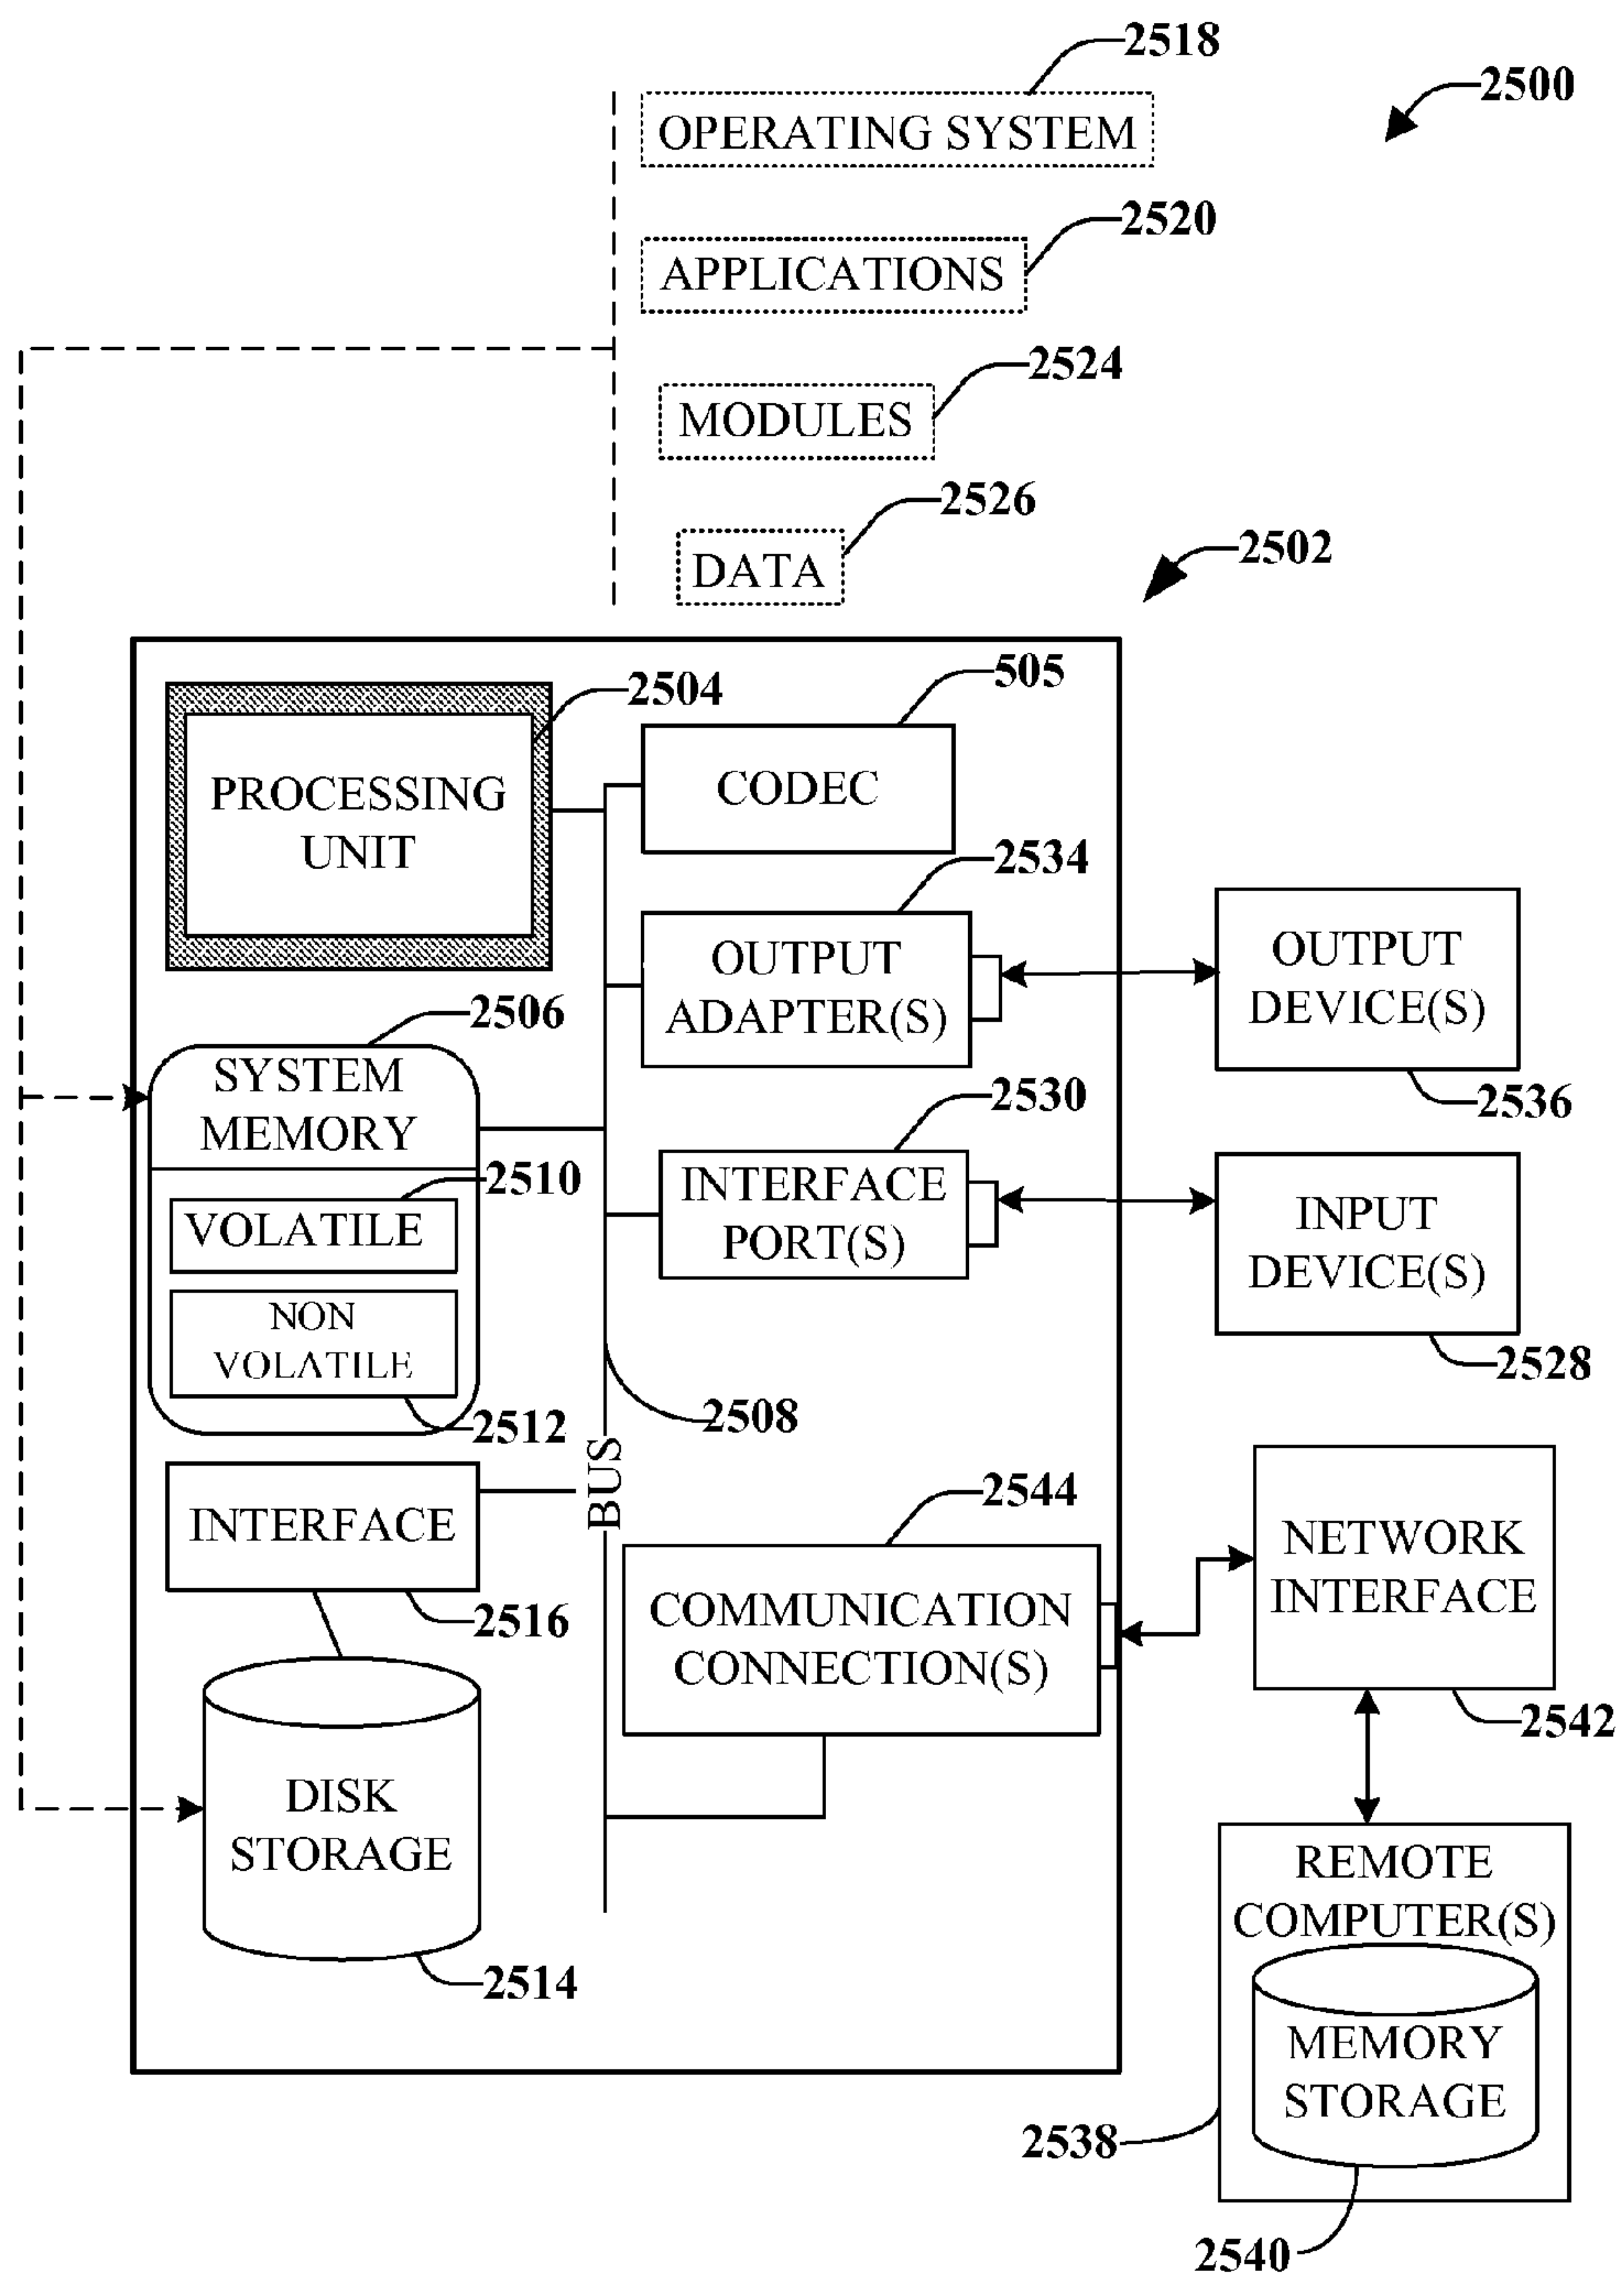 2518
2500
OPERATING SYSTEM
2520
APPLICATIONS
2524
MODULES
2526
DATA
2502
505
2504
PROCESSING
UNIT
CODEC
2534
OUTPUT
ADAPTER(S)
OUTPUT
DEVICE(S)
2536
2506
SYSTEM
MEMORY
2530
2510
INTERFACE
PORT(S)
INPUT
DEVICE(S)
2528
VOLATILE
NON
VOLATILE
2512
2508
BUS
2544
INTERFACE
2516
COMMUNICATION
CONNECTION(S)
NETWORK
INTERFACE
2542
DISK
STORAGE
2514
REMOTE
COMPUTER(S)
MEMORY
STORAGE
2538
2540